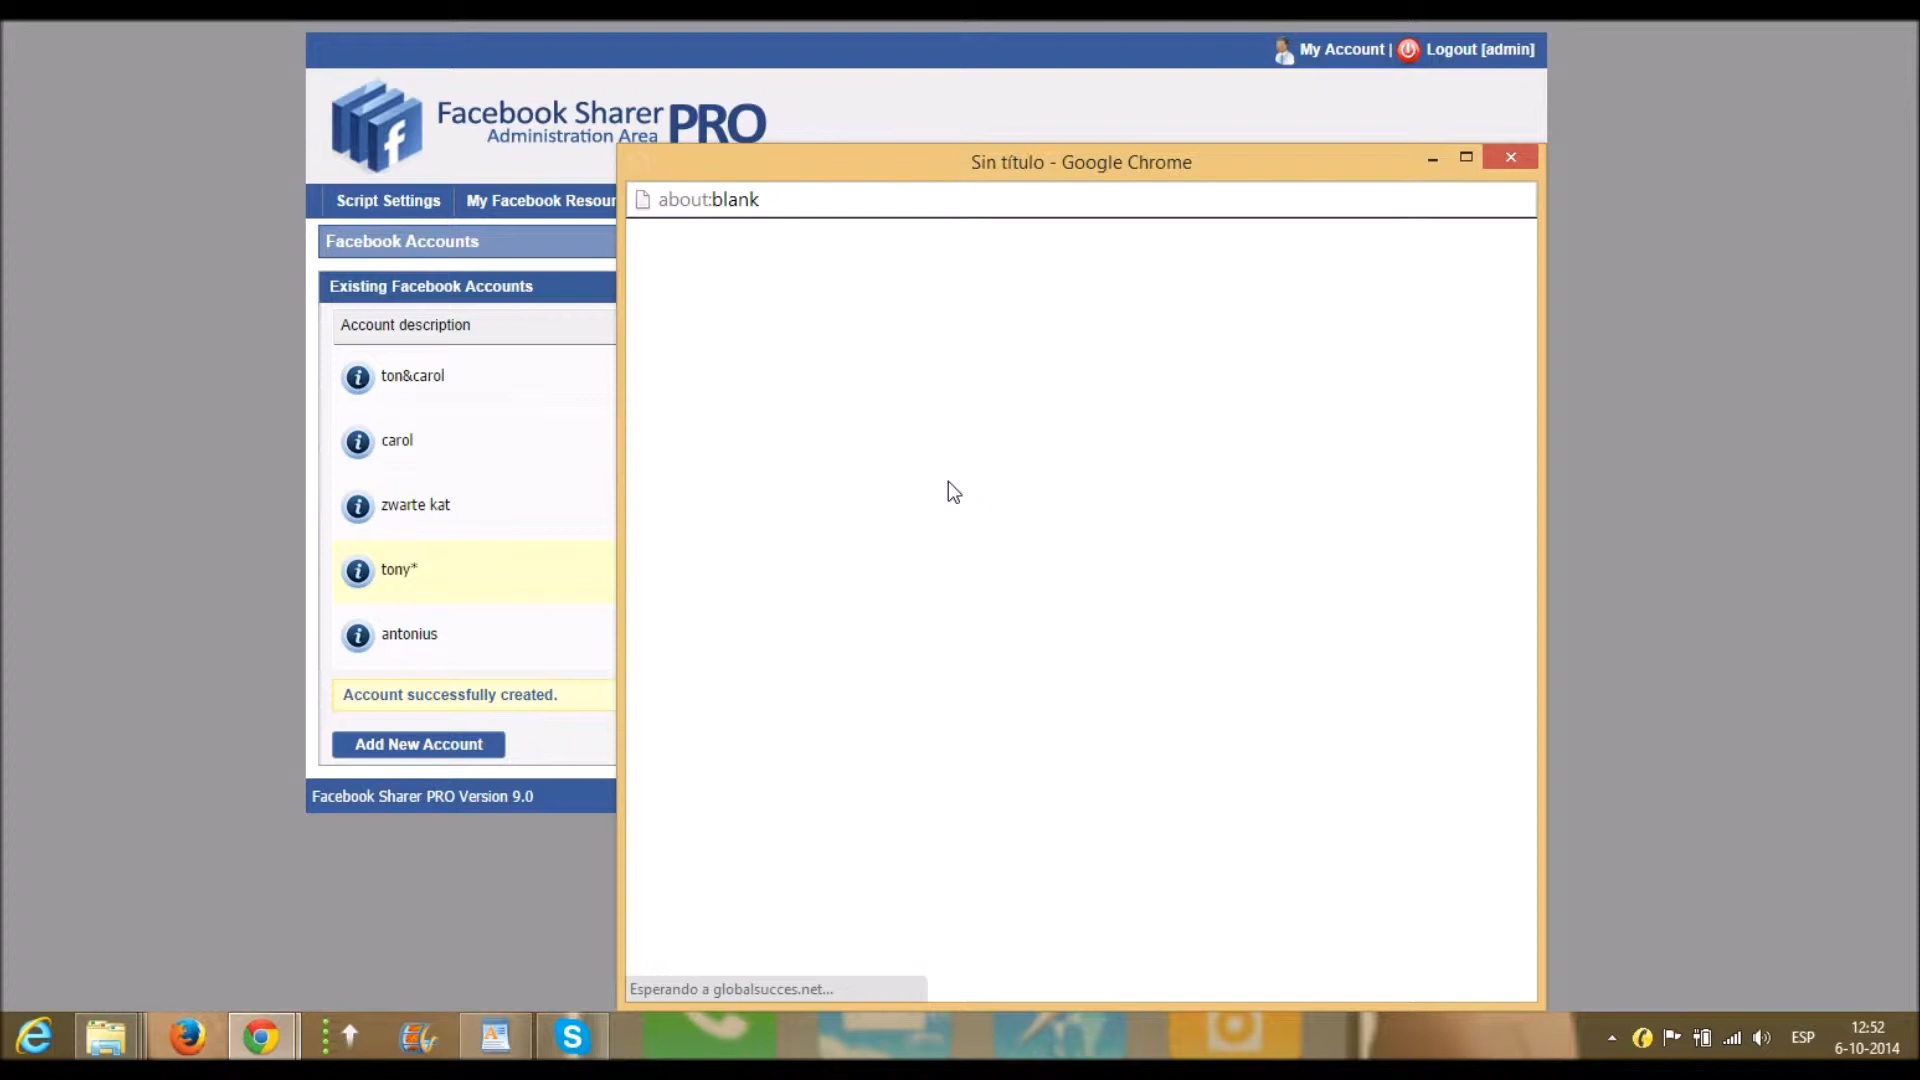 My Account | Logout [admin]
Facebook Sharer PRO
Administration Area
Sin título - Google Chrome
Script Settings
My Facebook Resour
about:blank
Facebook Accounts
Existing Facebook Accounts
Account description
ton&carol
carol
zwarte kat
tony*
antonius
Account successfully created.
Add New Account
Facebook Sharer PRO Version 9.0
Esperando a globalsucces.net...
ESP
12:52
6-10-2014